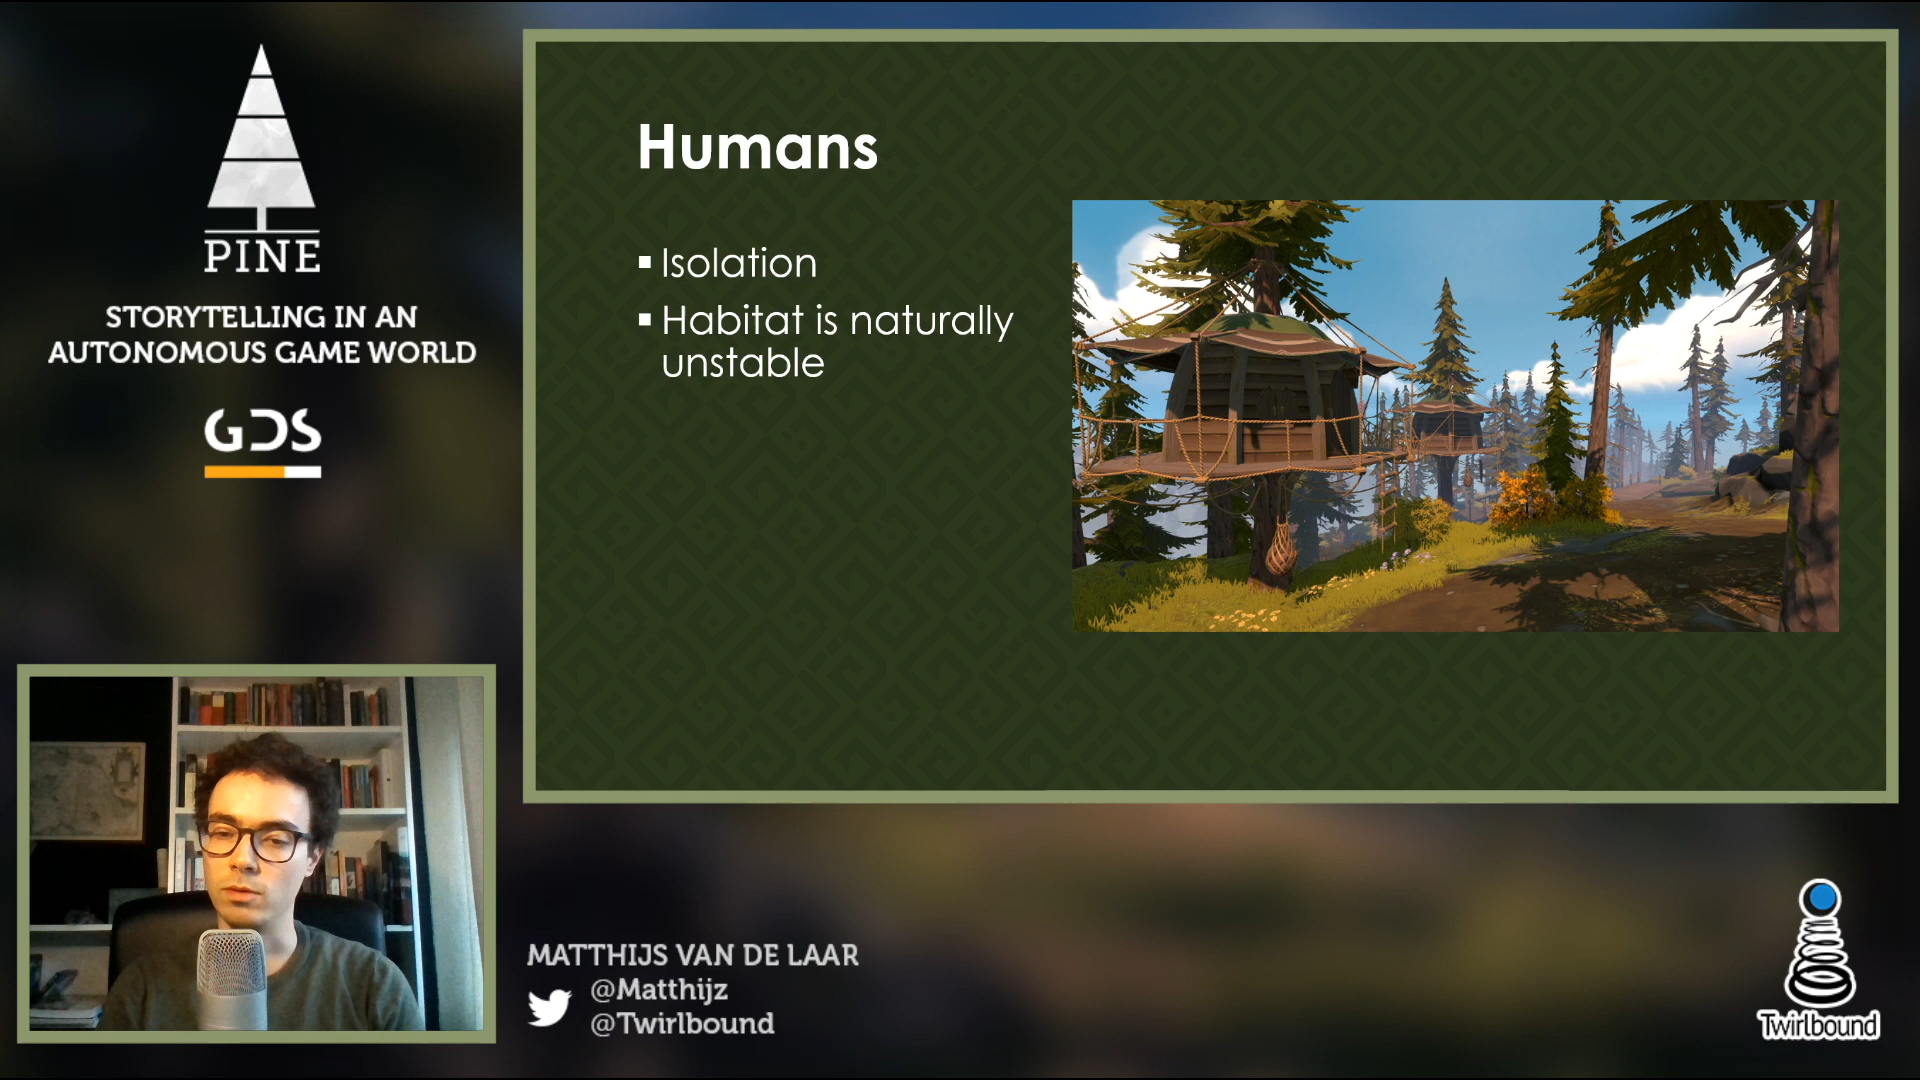 PINE
STORYTELLING IN AN
AUTONOMOUS GAME WORLD
GDS
Humans
▪ Isolation
▪ Habitat is naturally
unstable
MATTHIJS VAN DE LAAR
@Matthijz
@Twirlbound
Twirlbound